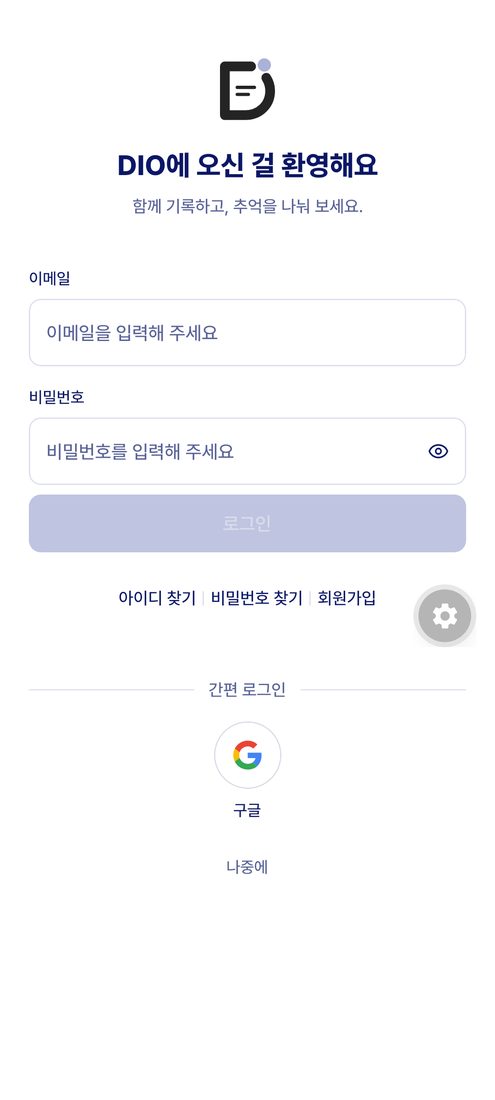 DIO에 오신 걸 환영해요
함께 기록하고, 추억을 나눠 보세요.
이메일
이메일을 입력해 주세요
비밀번호
비밀번호를 입력해 주세요
로그인
아이디 찾기 | 비밀번호 찾기 | 회원가입
간편 로그인
구글
나중에